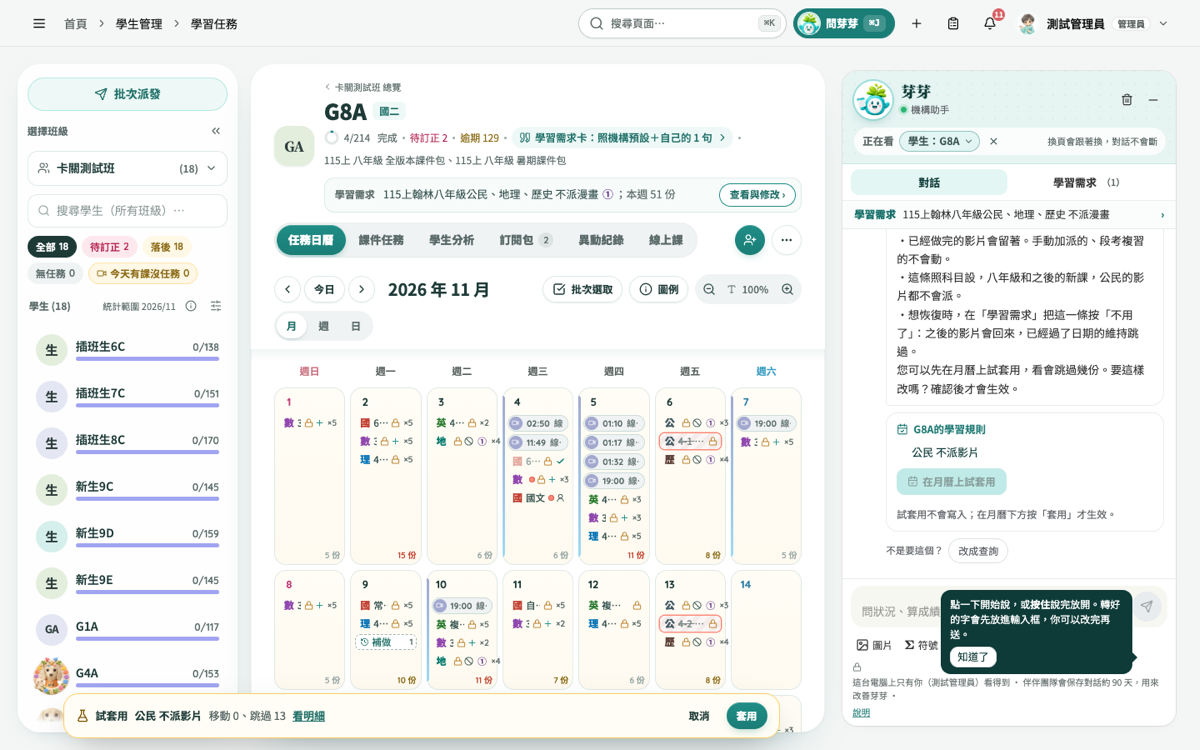 首頁 > 學生管理 > 學習任務
搜尋頁面… ⌘K
問芽芽 ⌘J
11
測試管理員 管理員
批次派發
選擇班級
卡關測試班 (18)
搜尋學生（所有班級）…
全部 18 待訂正 2 落後 18
無任務 0 今天有課沒任務 0
學生 (18) 統計範圍 2026/11
生 插班生6C 0/138
生 插班生7C 0/151
生 插班生8C 0/170
生 新生9C 0/145
生 新生9D 0/159
生 新生9E 0/145
GA G1A 0/117
G4A 0/153
卡關測試班 總覽
GA
G8A 國二
4/214 完成・待訂正 2・逾期 129・ 學習需求卡：照機構預設＋自己的 1 句 ・
115上 八年級 全版本課件包、115上 八年級 暑期課件包
學習需求 115上翰林八年級公民、地理、歷史 不派漫畫 ①；本週 51 份 查看與修改 ›
任務日曆 課件任務 學生分析 訂閱包 2 異動紀錄 線上課
今日 2026 年 11 月 批次選取 圖例 T 100%
月 週 日
週日 週一 週二 週三 週四 週五 週六
1
數 ×5
5 份
2
國 6… ×5
數 ×5
理 4… ×5
15 份
3
英 4… ×2
地 ① ×4
6 份
4
02:50 線
11:49 線
國 6…
數 ×3
國 國文
6 份
5
01:10 線
01:17 線
01:32 線
19:00 線
英 4… ×3
數 ×3
理 4… ×5
11 份
6
公 ① ×3
公 4-1…
歷 ① ×4
8 份
7
19:00 線
數 ×5
5 份
8
數 ×5
5 份
9
國 常· ×5
理 4… ×5
補做 1
10 份
10
19:00 線
英 複· ×5
數 ×2
地 ① ×4
11 份
11
國 自· ×5
數 ×2
7 份
12
英 複…
理 4… ×5
6 份
13
公 ① ×3
公 4-2…
歷 ① ×4
8 份
14
試套用 公民 不派影片 移動 0、跳過 13 看明細 取消 套用
芽芽
機構助手
正在看 學生：G8A × 換頁會跟著換，對話不會斷
對話 學習需求 (1)
學習需求 115上翰林八年級公民、地理、歷史 不派漫畫 ›
・已經做完的影片會留著。手動加派的、段考複習
的不會動。
・這條照科目設，八年級和之後的新課，公民的影
片都不會派。
・想恢復時，在「學習需求」把這一條按「不用
了」：之後的影片會回來，已經過了日期的維持跳
過。
您可以先在月曆上試套用，看會跳過幾份。要這樣
改嗎？確認後才會生效。
G8A的學習規則
公民 不派影片
在月曆上試套用
試套用不會寫入；在月曆下方按「套用」才生效。
不是要這個？ 改成查詢
問狀況、算成績
點一下開始說，或按住說完放開。轉好
的字會先放進輸入框，你可以改完再
送。
知道了
圖片 Σ 符號
這台電腦上只有你（測試管理員）看得到 ・ 伴伴團隊會保存對話約 90 天，用來
改善芽芽 ・
說明